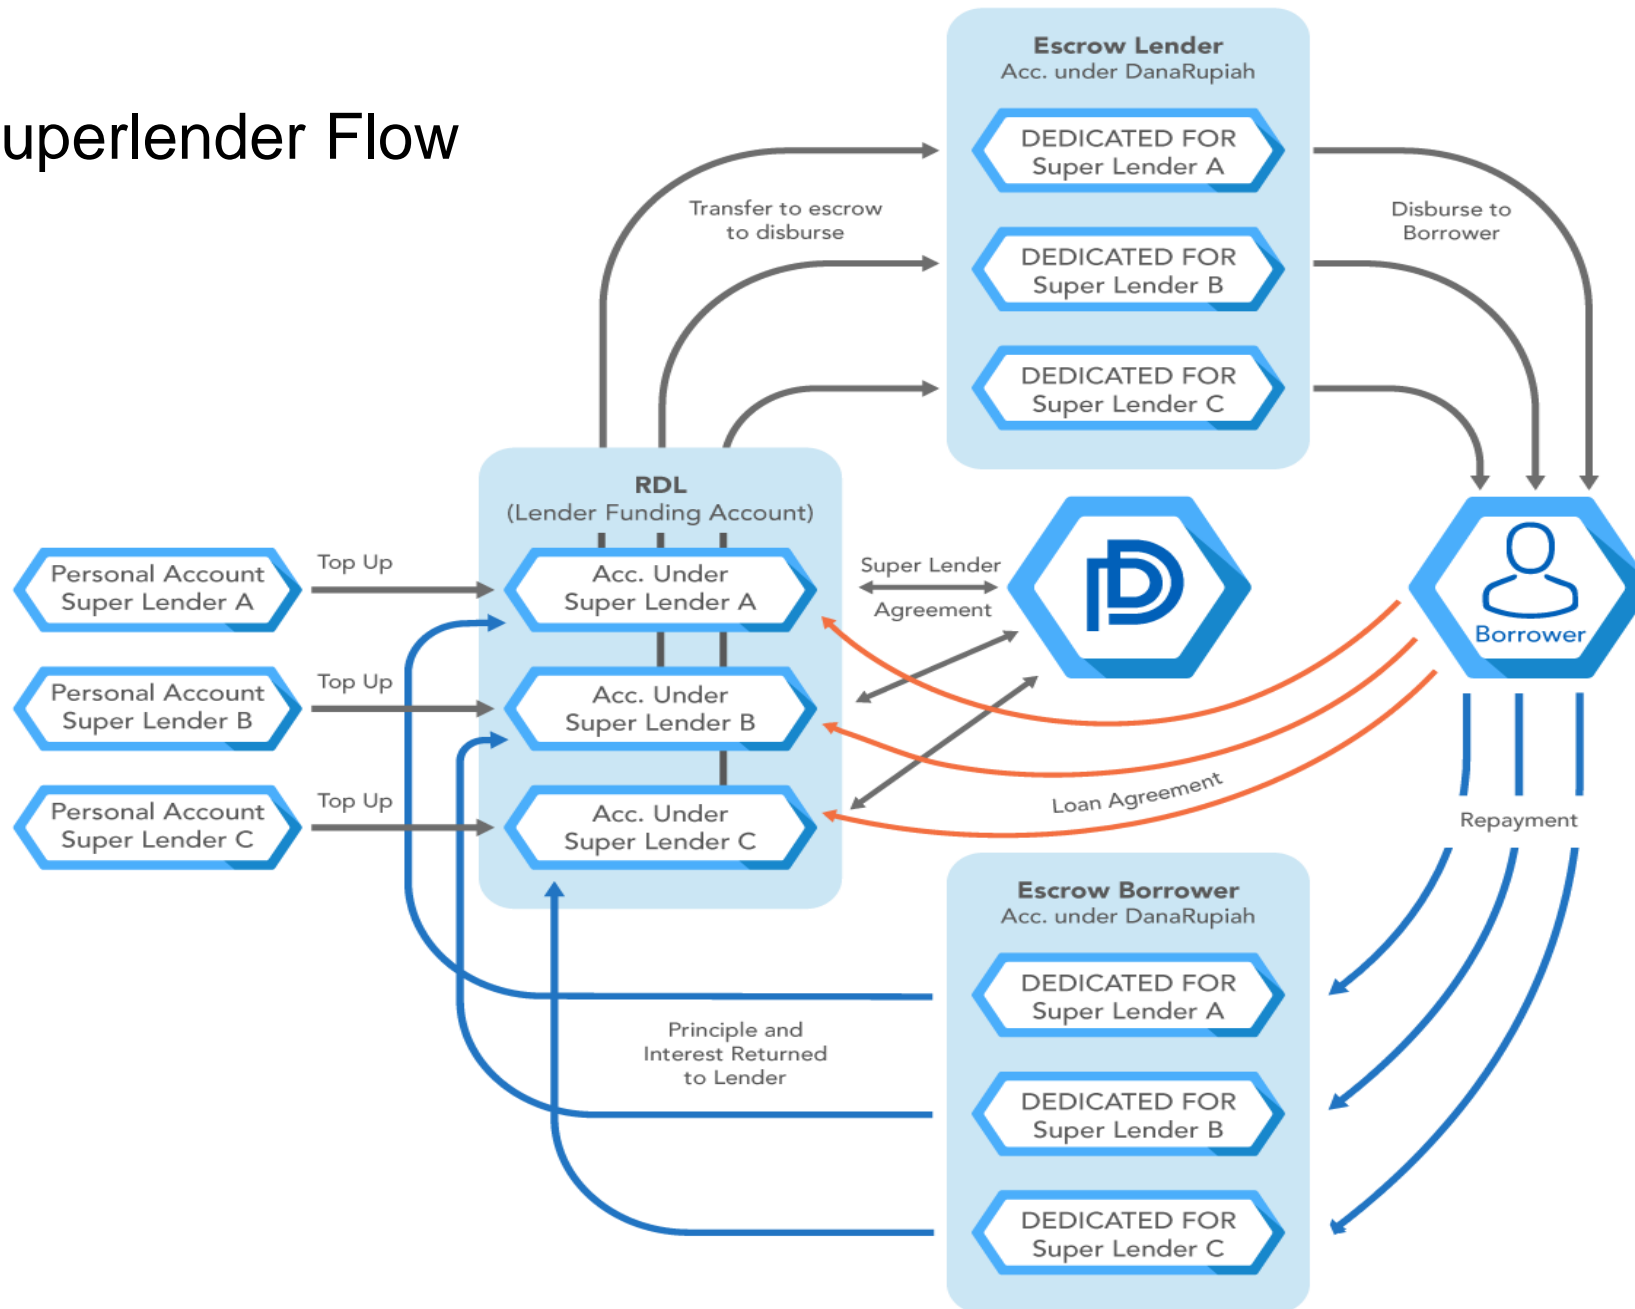 uperlender Flow
Escrow Lender
Acc. under DanaRupiah
DEDICATED FOR
Super Lender A
DEDICATED FOR
Super Lender B
DEDICATED FOR
Super Lender C
Transfer to escrow
to disburse
Disburse to
Borrower
RDL
(Lender Funding Account)
Personal Account
Super Lender A
Top Up
Acc. Under
Super Lender A
Super Lender
Agreement
Borrower
Personal Account
Super Lender B
Top Up
Acc. Under
Super Lender B
Personal Account
Super Lender C
Top Up
Acc. Under
Super Lender C
Loan Agreement
Repayment
Escrow Borrower
Acc. under DanaRupiah
DEDICATED FOR
Super Lender A
DEDICATED FOR
Super Lender B
DEDICATED FOR
Super Lender C
Principle and
Interest Returned
to Lender